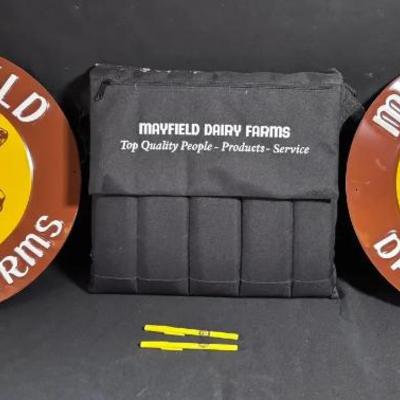 LD
RMS
MAYFIELD DAIRY FARMS
Top Quality People - Products - Service
M
D